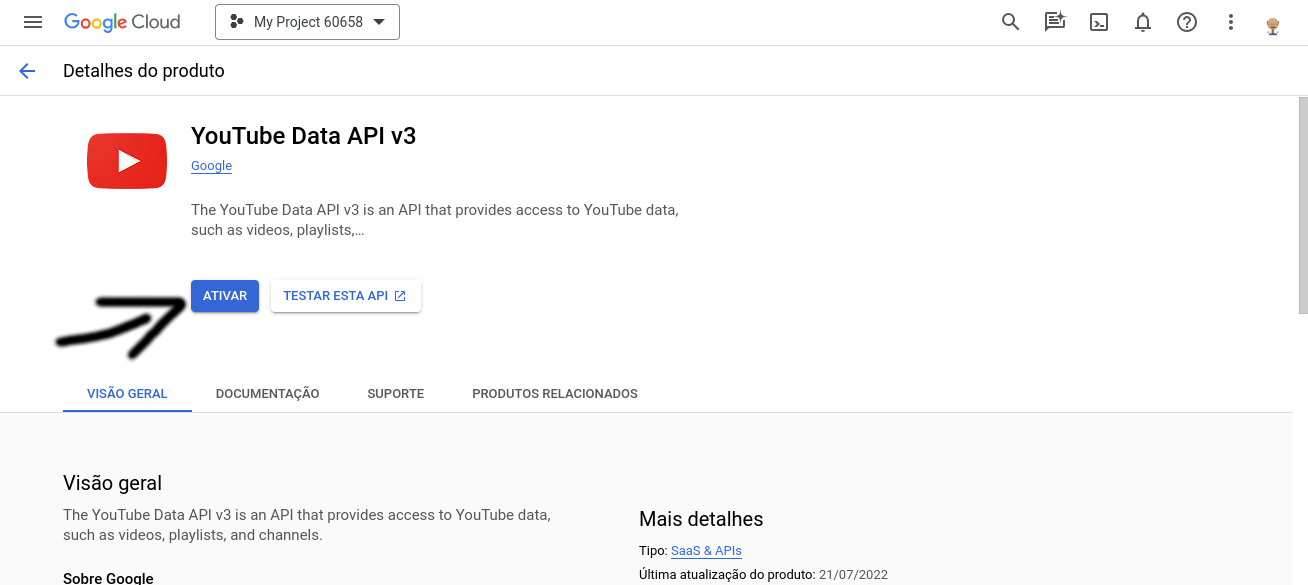 Google Cloud
My Project 60658
Detalhes do produto
YouTube Data API v3
Google
The YouTube Data API v3 is an API that provides access to YouTube data,
such as videos, playlists,...
ATIVAR
TESTAR ESTA API
VISÃO GERAL
DOCUMENTAÇÃO
SUPORTE
PRODUTOS RELACIONADOS
Visão geral
The YouTube Data API v3 is an API that provides access to YouTube data,
such as videos, playlists, and channels.
Sobre Google
Mais detalhes
Tipo: SaaS & APIs
Última atualização do produto: 21/07/2022